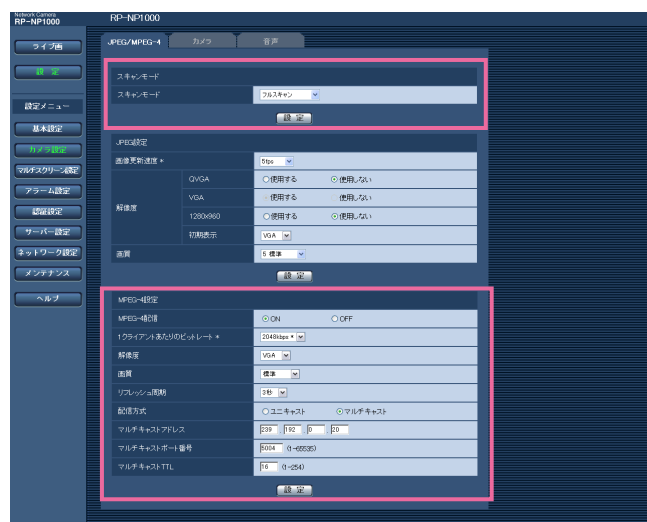 Network Camera
RP-NP1000
RP-NP1000
ライブ画
設 定
設定メニュー
基本設定
カメラ設定
マルチスクリーン設定
アラーム設定
認証設定
サーバー設定
ネットワーク設定
メンテナンス
ヘルプ
JPEG/MPEG-4 カメラ 音声
スキャンモード
スキャンモード フルスキャン
設 定
JPEG設定
画像更新速度 * 5fps
解像度
QVGA 使用する 使用しない
VGA 使用する 使用しない
1280x960 使用する 使用しない
初期表示 VGA
画質 5 標準
設 定
MPEG-4設定
MPEG-4配信 ON OFF
1クライアントあたりのビットレート * 2048kbps *
解像度 VGA
画質 標準
リフレッシュ周期 3秒
配信方式 ユニキャスト マルチキャスト
マルチキャストアドレス 239 . 192 . 0 . 20
マルチキャストポート番号 5004 (1-65535)
マルチキャストTTL 16 (1-254)
設 定